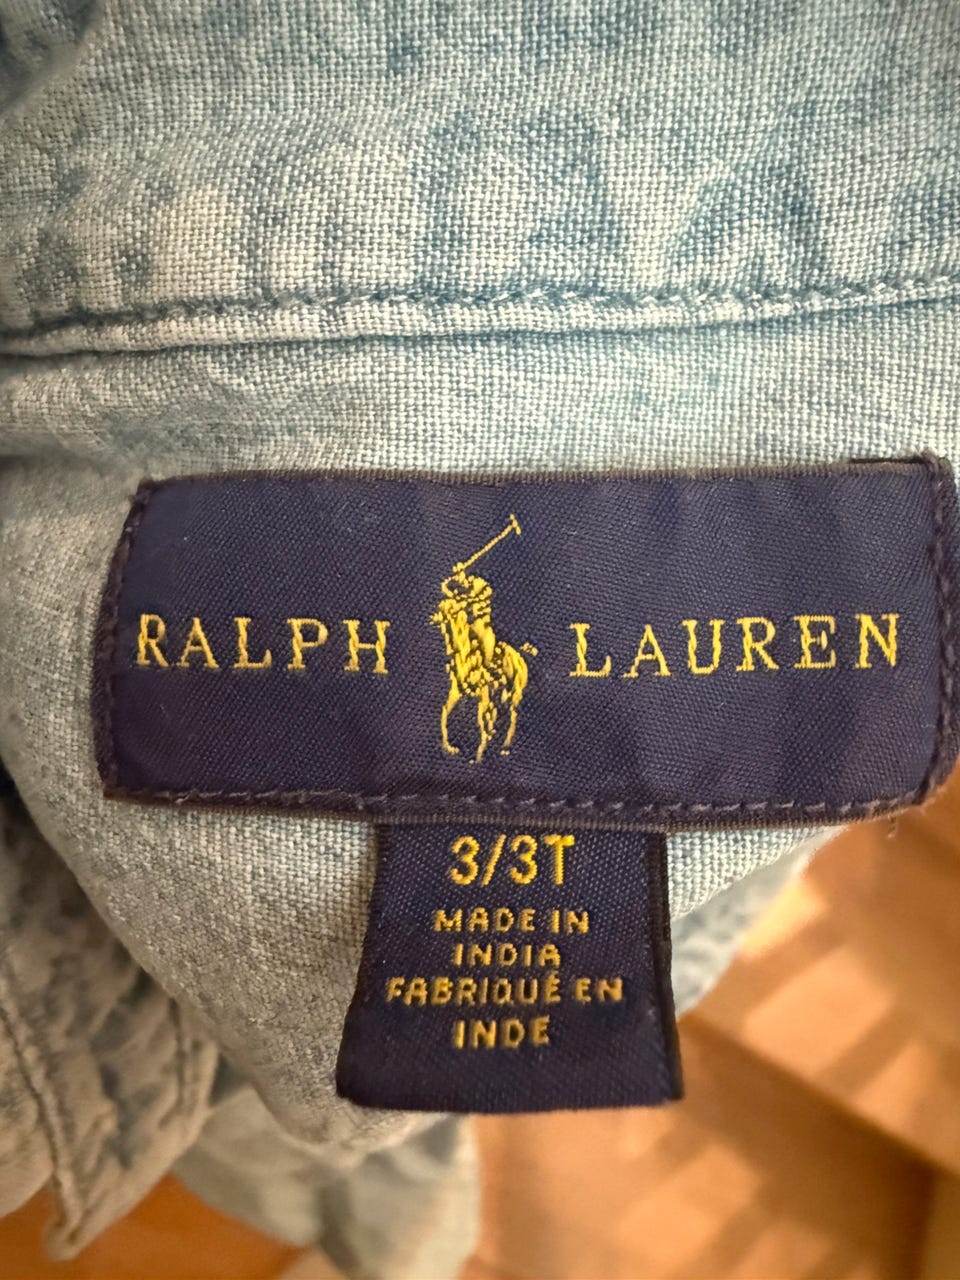 RALPH LAUREN
3/3T
MADE IN
INDIA
FABRIQUÉ EN
INDE